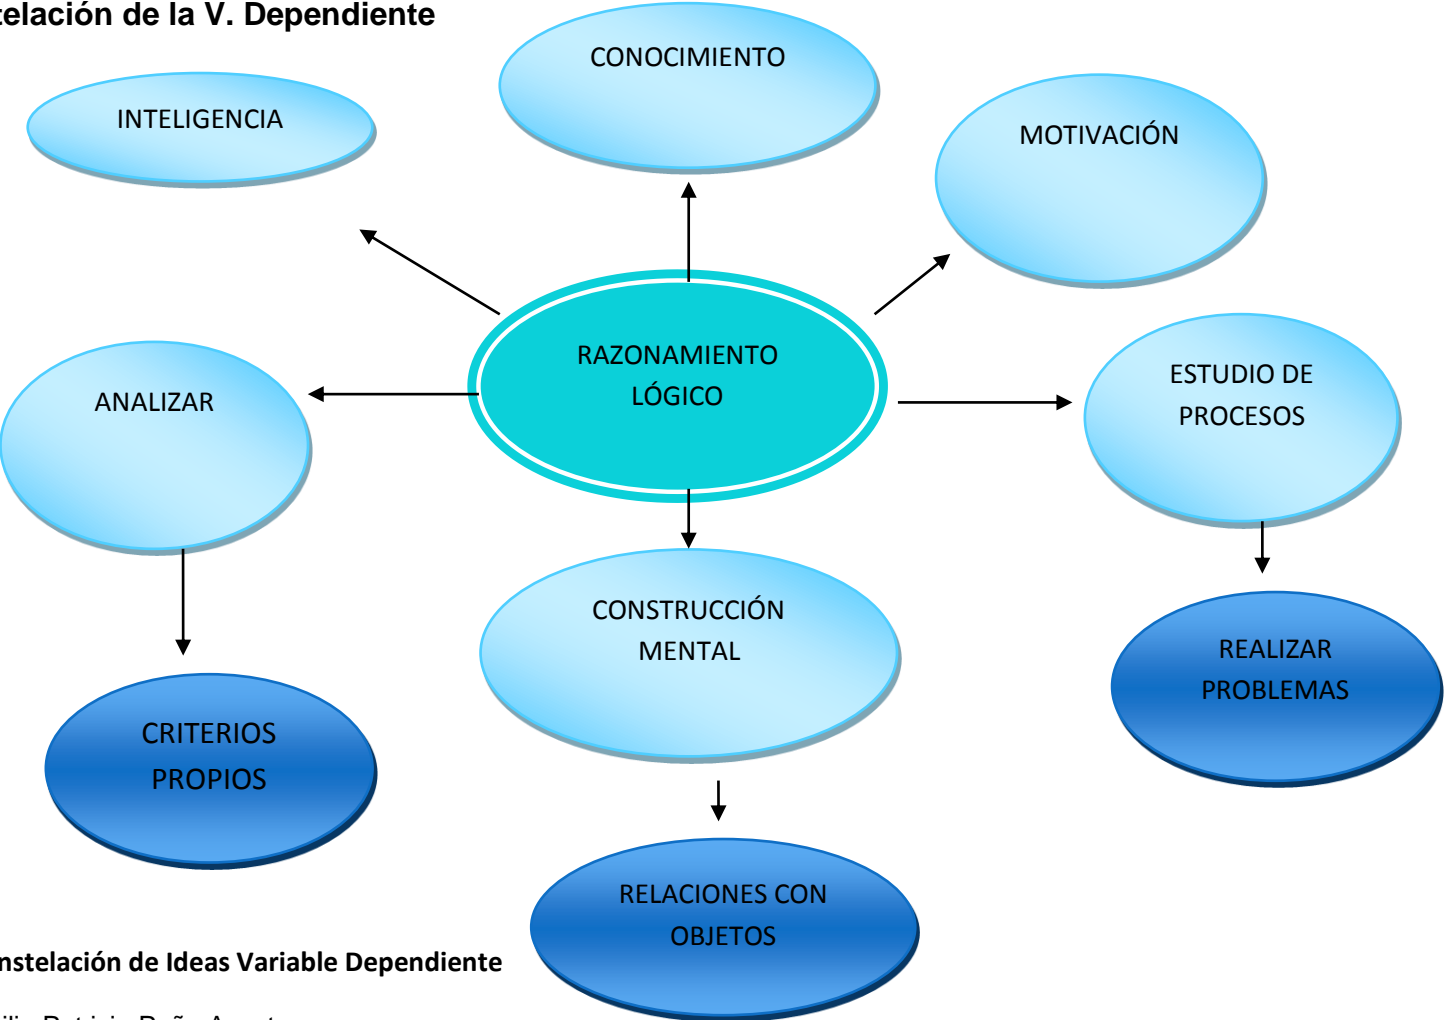 telación de la V. Dependiente
CONOCIMIENTO
INTELIGENCIA
MOTIVACIÓN
RAZONAMIENTO
LÓGICO
ESTUDIO DE
PROCESOS
ANALIZAR
CONSTRUCCIÓN
MENTAL
REALIZAR
PROBLEMAS
CRITERIOS
PROPIOS
RELACIONES CON
OBJETOS
nstelación de Ideas Variable Dependiente